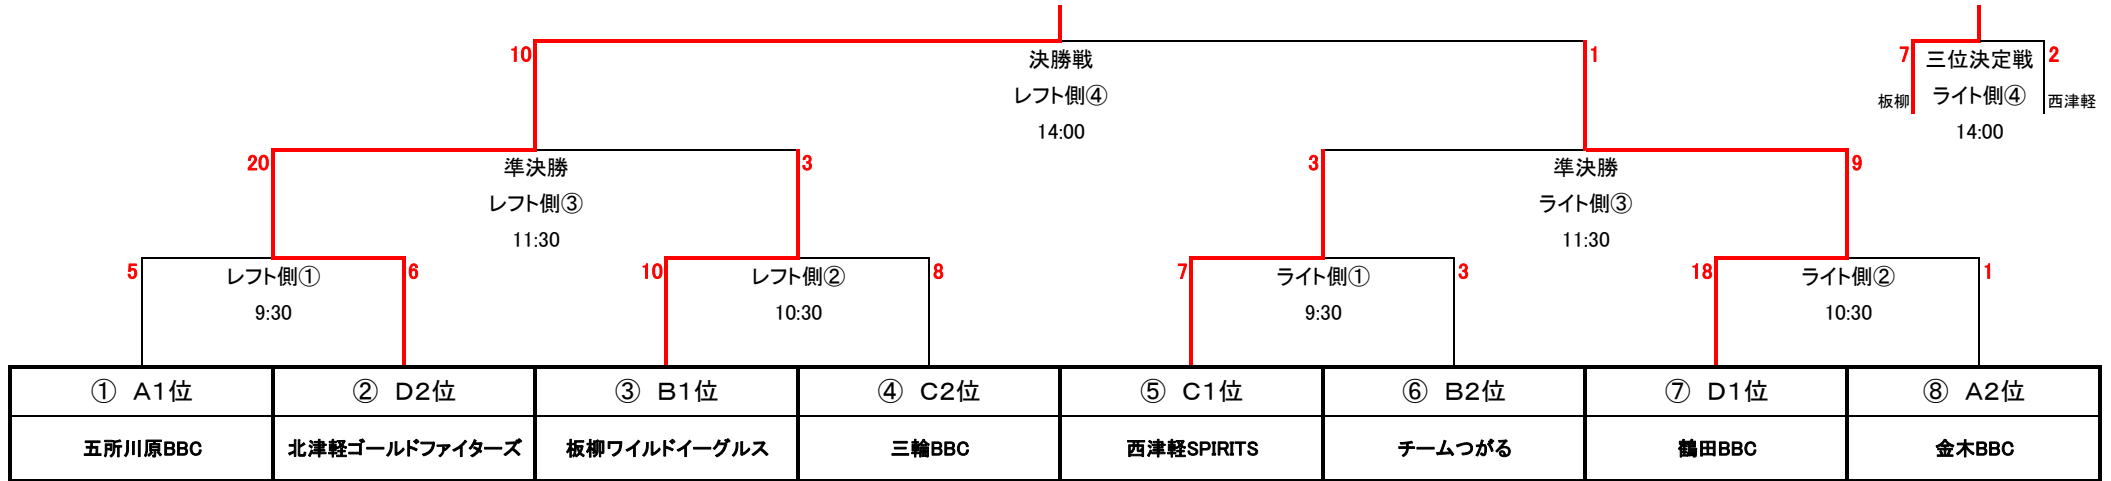 10 決勝戦 1
レフト側④
14:00
7 三位決定戦 2
板柳 ライト側④ 西津軽
14:00
20 準決勝 3
レフト側③
11:30
3 準決勝 9
ライト側③
11:30
5 レフト側① 6
9:30
10 レフト側② 8
10:30
7 ライト側① 3
9:30
18 ライト側② 1
10:30
① A1位 ② D2位 ③ B1位 ④ C2位 ⑤ C1位 ⑥ B2位 ⑦ D1位 ⑧ A2位
五所川原BBC 北津軽ゴールドファイターズ 板柳ワイルドイーグルス 三輪BBC 西津軽SPIRITS チームつがる 鶴田BBC 金木BBC